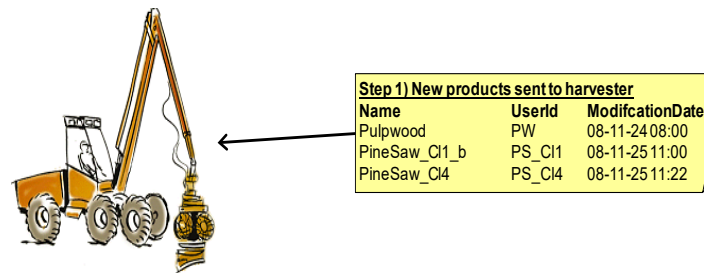 Step 1) New products sent to harvester
Name UserId ModifcationDate
Pulpwood PW 08-11-24 08:00
PineSaw_Cl1_b PS_Cl1 08-11-25 11:00
PineSaw_Cl4 PS_Cl4 08-11-25 11:22